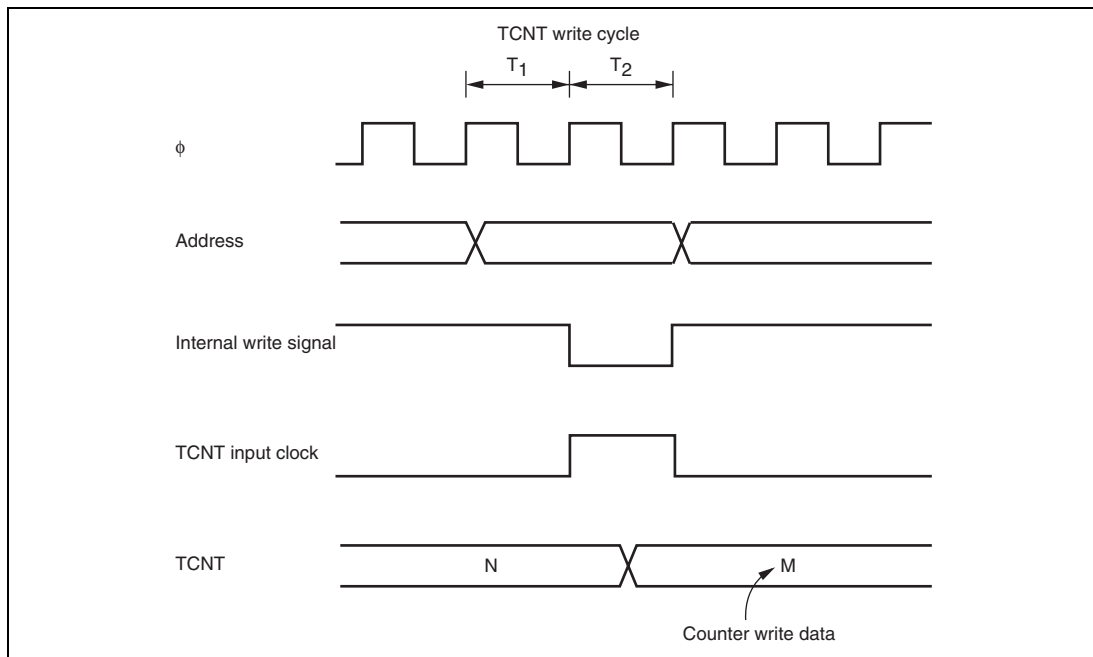 TCNT write cycle
T1 T2
ϕ
Address
Internal write signal
TCNT input clock
TCNT N M
Counter write data